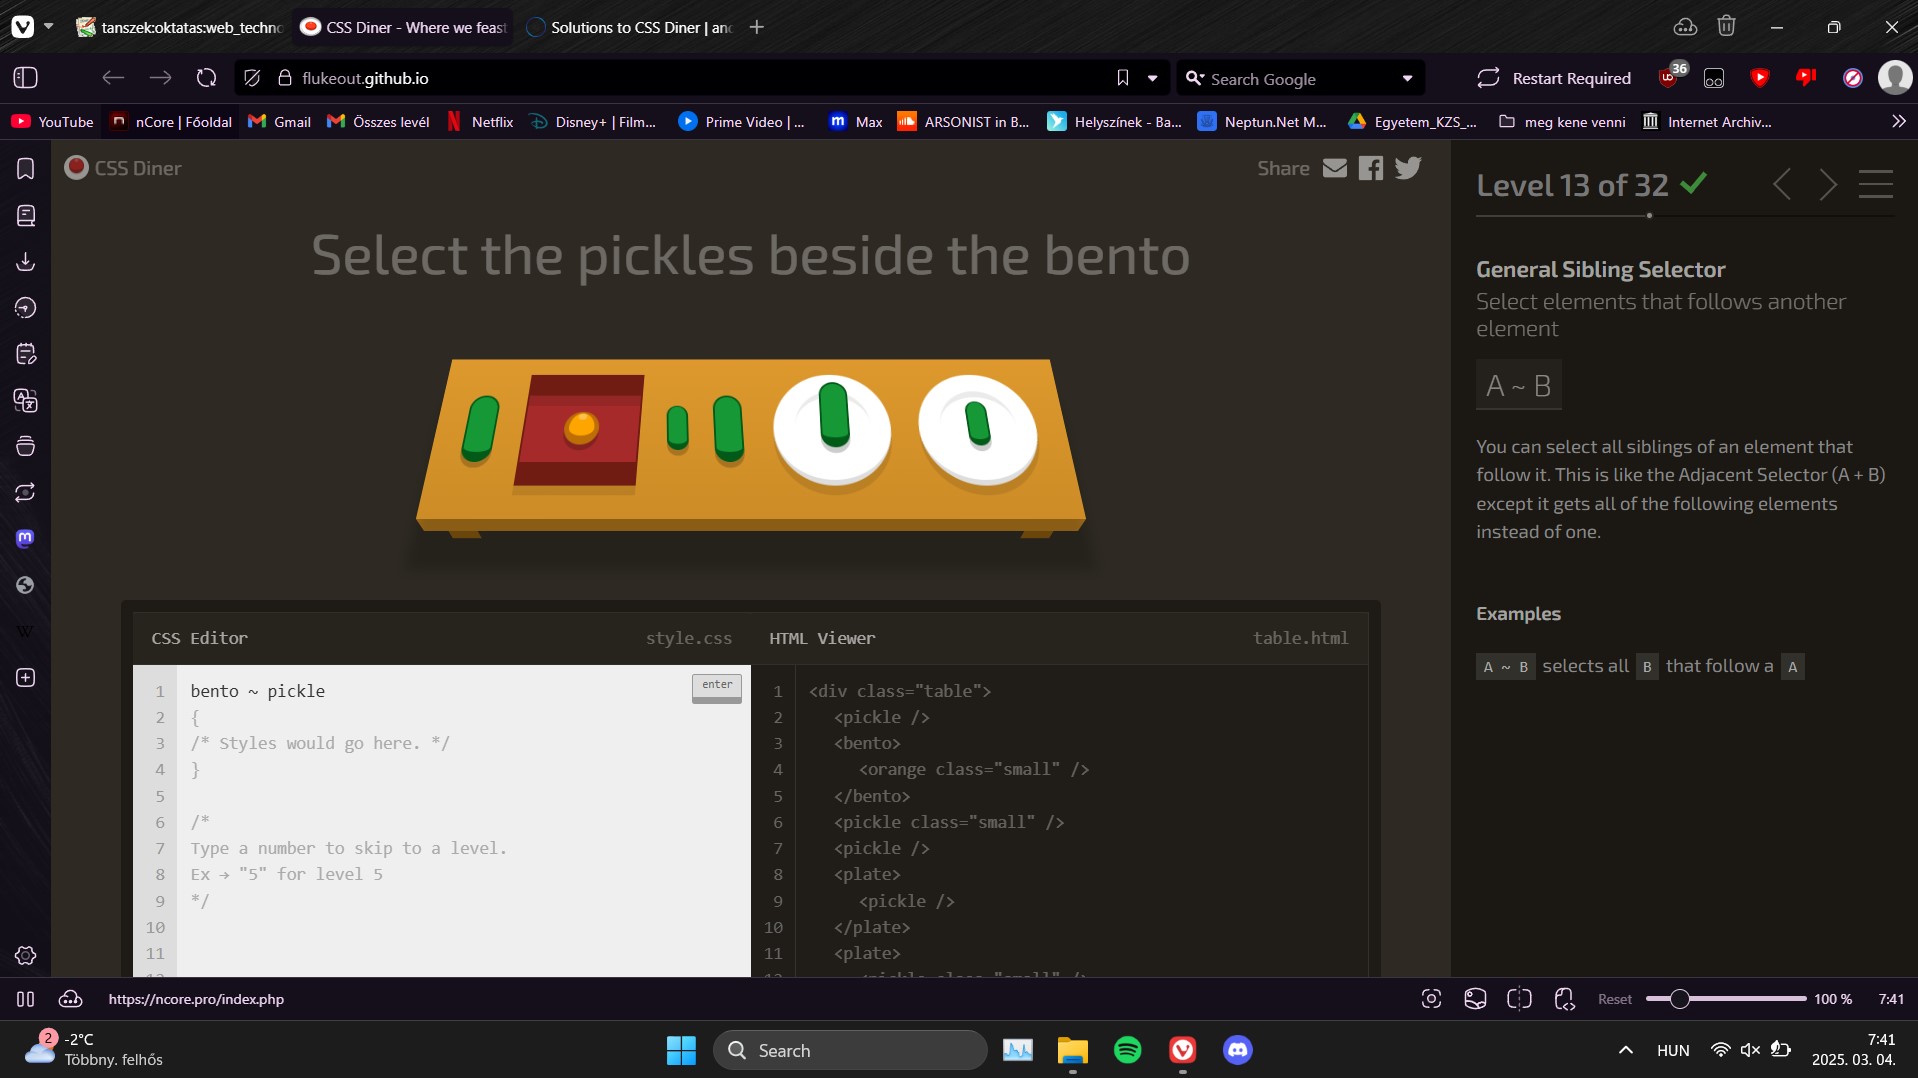 tanszek:oktatas:web_techno
CSS Diner - Where we feast
Solutions to CSS Diner | and
flukeout.github.io
Search Google
Restart Required
36
YouTube
nCore | Főoldal
Gmail
Összes levél
Netflix
Disney+ | Film...
Prime Video | ...
Max
ARSONIST in B...
Helyszínek - Ba...
Neptun.Net M...
Egyetem_KZS_...
meg kene venni
Internet Archiv...
CSS Diner
Share
Level 13 of 32
Select the pickles beside the bento
General Sibling Selector
Select elements that follows another
element
A ~ B
You can select all siblings of an element that
follow it. This is like the Adjacent Selector (A + B)
except it gets all of the following elements
instead of one.
Examples
A ~ B selects all B that follow a A
CSS Editor
style.css
1 bento ~ pickle
enter
2 {
3 /* Styles would go here. */
4 }
5
6 /*
7 Type a number to skip to a level.
8 Ex → "5" for level 5
9 */
10
11
12
HTML Viewer
table.html
1 <div class="table">
2 <pickle />
3 <bento>
4 <orange class="small" />
5 </bento>
6 <pickle class="small" />
7 <pickle />
8 <plate>
9 <pickle />
10 </plate>
11 <plate>
12 <pickle class="small" />
https://ncore.pro/index.php
Reset
100 %
7:41
2
-2°C
Többny. felhős
Search
HUN
7:41
2025. 03. 04.